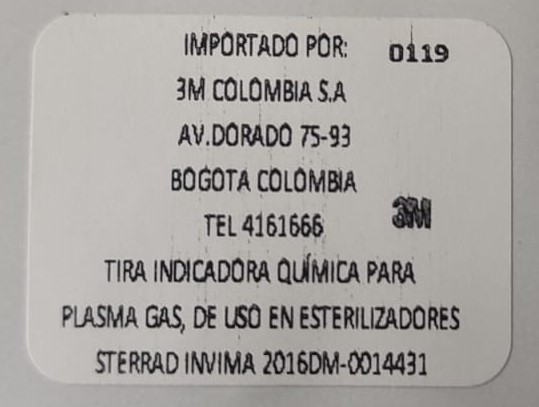 IMPORTADO POR: 0119
3M COLOMBIA S.A
AV.DORADO 75-93
BOGOTA COLOMBIA
TEL 4161666
3M
TIRA INDICADORA QUÍMICA PARA
PLASMA GAS, DE USO EN ESTERILIZADORES
STERRAD INVIMA 2016DM-0014431